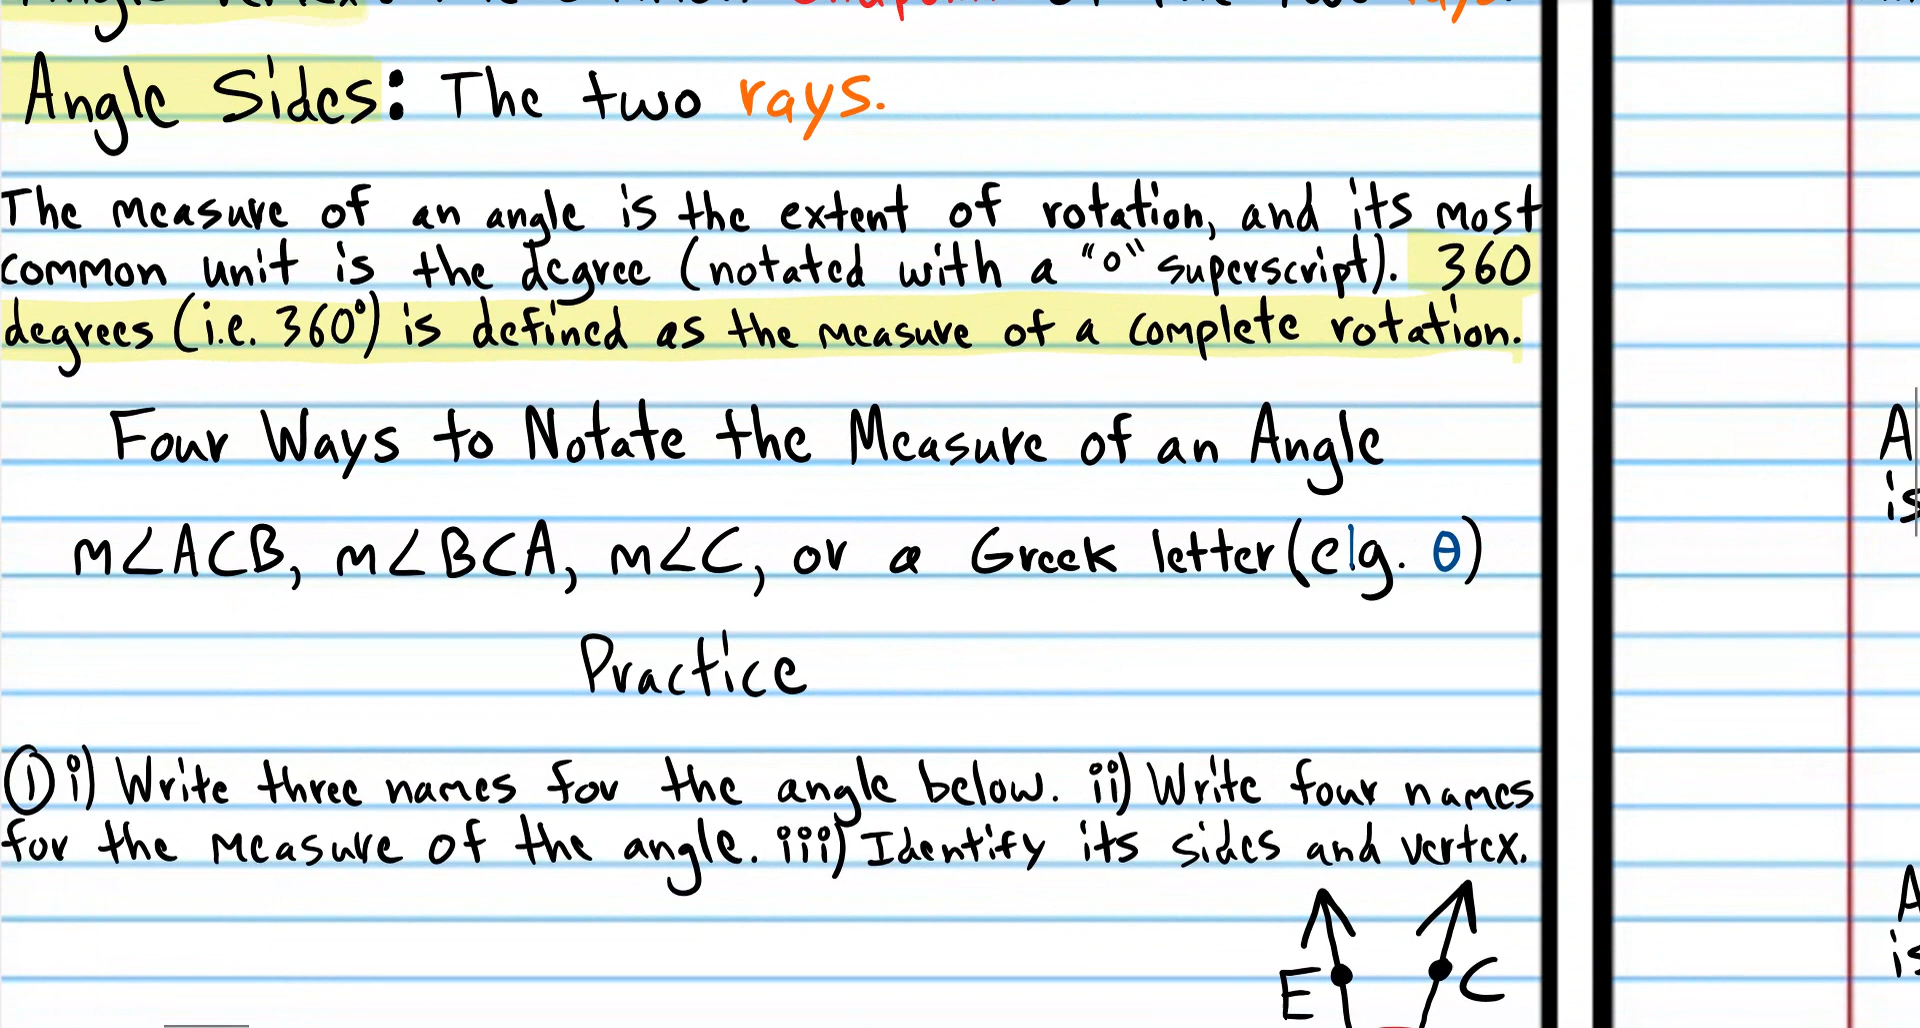 Angle Sides: The two rays.
The measure of an angle is the extent of rotation, and its most
common unit is the degree (notated with a "o" superscript). 360
degrees (i.e. 360°) is defined as the measure of a complete rotation.
Four Ways to Notate the Measure of an Angle
m∠ACB, m∠BCA, m∠C, or a Greek letter (e.g. θ)
Practice
① i) Write three names for the angle below. ii) Write four names
for the measure of the angle. iii) Identify its sides and vertex.
E C
A
is
A
is